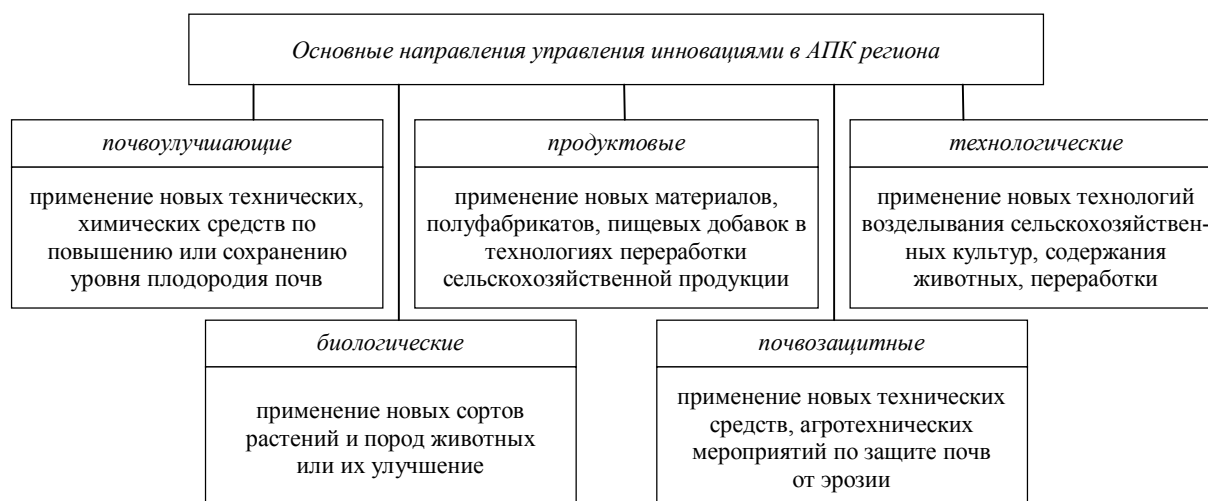 Основные направления управления инновациями в АПК региона
почвоулучшающие
применение новых технических,
химических средств по
повышению или сохранению
уровня плодородия почв
продуктовые
применение новых материалов,
полуфабрикатов, пищевых добавок в
технологиях переработки
сельскохозяйственной продукции
технологические
применение новых технологий
возделывания сельскохозяйствен-
ных культур, содержания
животных, переработки
биологические
применение новых сортов
растений и пород животных
или их улучшение
почвозащитные
применение новых технических
средств, агротехнических
мероприятий по защите почв
от эрозии